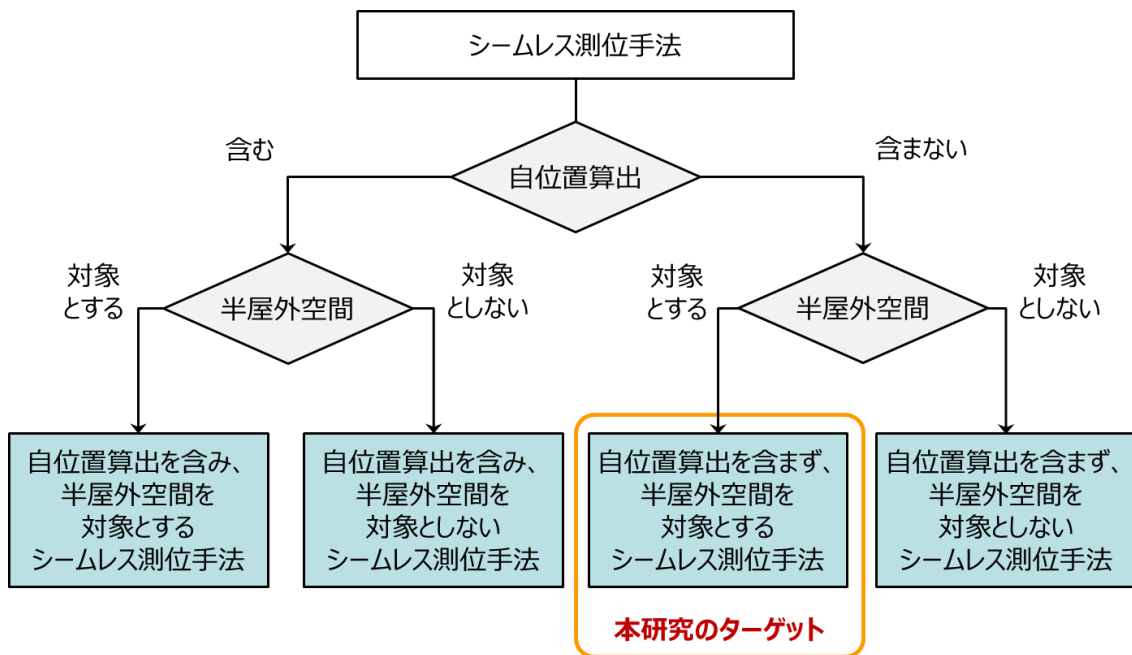 シームレス測位手法
含む
含まない
自位置算出
対象
とする
半屋外空間
対象
としない
対象
とする
半屋外空間
対象
としない
自位置算出を含み、
半屋外空間を
対象とする
シームレス測位手法
自位置算出を含み、
半屋外空間を
対象としない
シームレス測位手法
自位置算出を含まず、
半屋外空間を
対象とする
シームレス測位手法
自位置算出を含まず、
半屋外空間を
対象としない
シームレス測位手法
本研究のターゲット